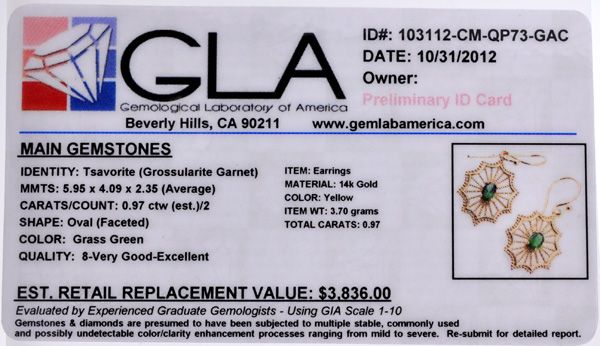 GLA
Gemological Laboratory of America
Beverly Hills, CA 90211 www.gemlabamerica.com
ID#: 103112-CM-QP73-GAC
DATE: 10/31/2012
Owner:
Preliminary ID Card
MAIN GEMSTONES
IDENTITY: Tsavorite (Grossularite Garnet)
MMTS: 5.95 x 4.09 x 2.35 (Average)
CARATS/COUNT: 0.97 ctw (est.)/2
SHAPE: Oval (Faceted)
COLOR: Grass Green
QUALITY: 8-Very Good-Excellent
ITEM: Earrings
MATERIAL: 14k Gold
COLOR: Yellow
ITEM WT: 3.70 grams
TOTAL CARATS: 0.97
EST. RETAIL REPLACEMENT VALUE: $3,836.00
Evaluated by Experienced Graduate Gemologists - Using GIA Scale 1-10
Gemstones & diamonds are presumed to have been subjected to multiple stable, commonly used
and possibly undetectable color/clarity enhancement processes ranging from mild to severe. Re-submit for detailed report.